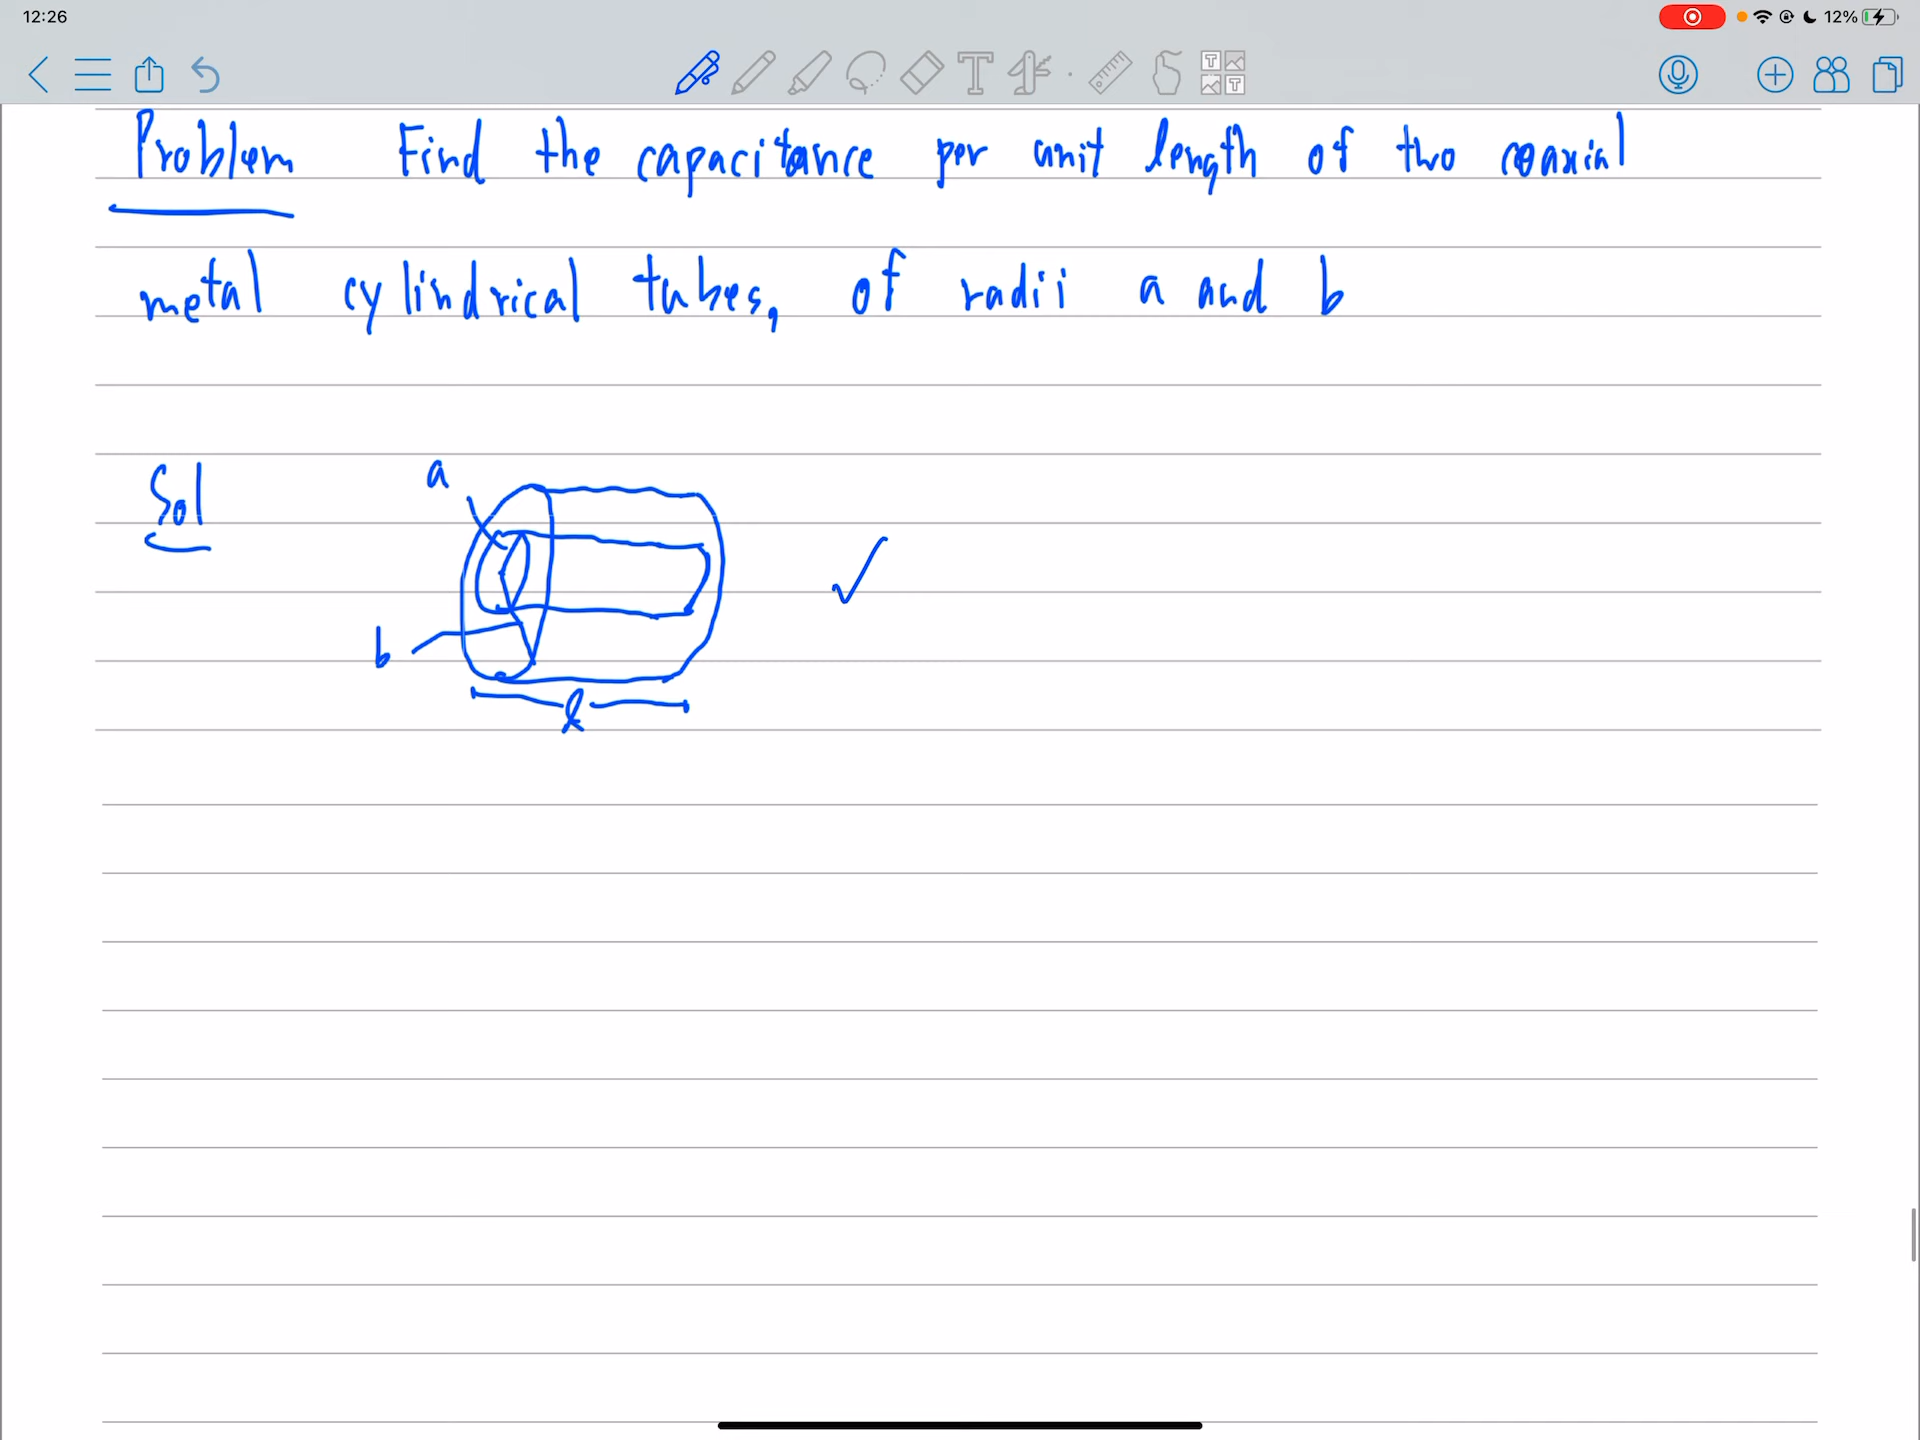 12:26
12%
Problem Find the capacitance per unit length of two coaxial
metal cylindrical tubes, of radii a and b
Sol
a
b
l